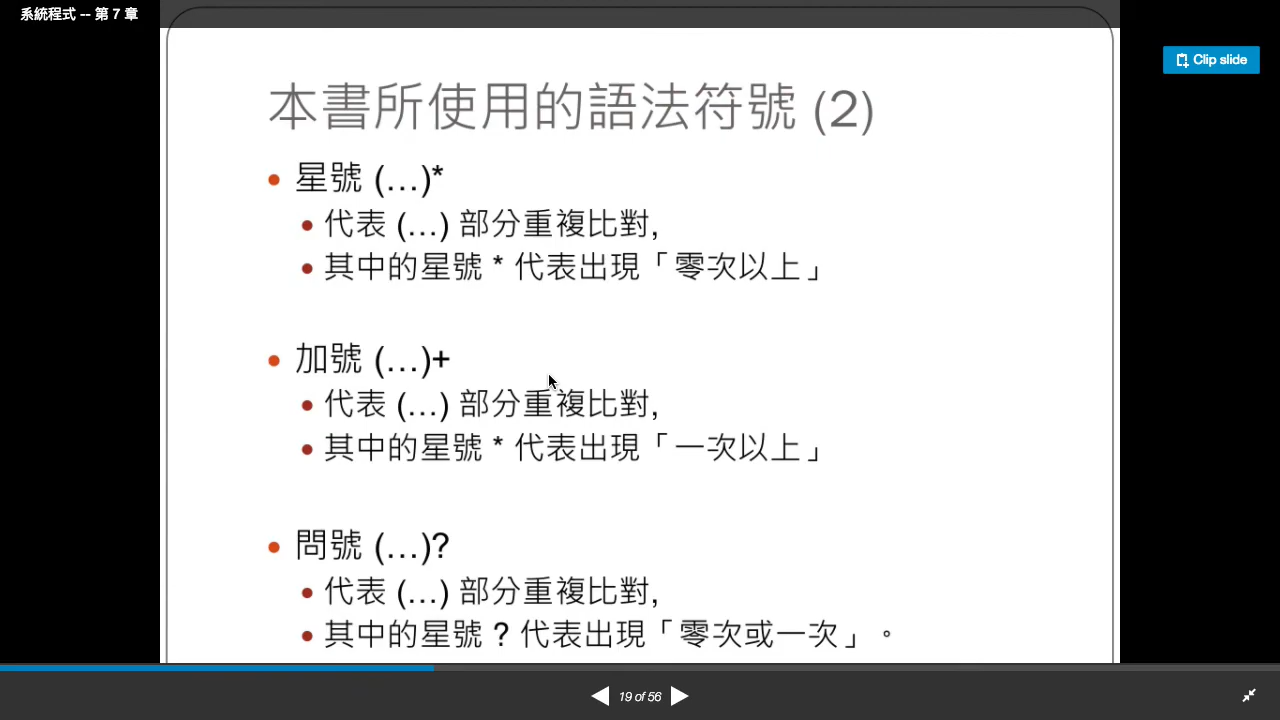 系統程式 -- 第 7 章
Clip slide
本書所使用的語法符號 (2)
星號 (…)*
代表 (…) 部分重複比對,
其中的星號 * 代表出現「零次以上」
加號 (…)+
代表 (…) 部分重複比對,
其中的星號 * 代表出現「一次以上」
問號 (…)?
代表 (…) 部分重複比對,
其中的星號 ? 代表出現「零次或一次」。
19 of 56